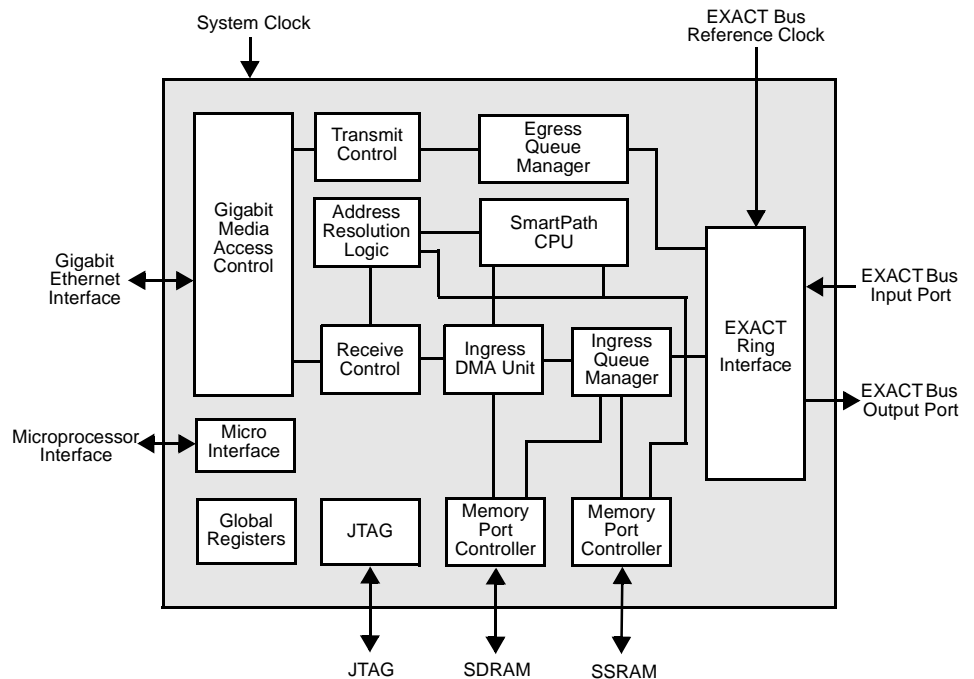 System Clock
EXACT Bus
Reference Clock
Transmit
Control
Egress
Queue
Manager
Gigabit
Media
Access
Control
Address
Resolution
Logic
SmartPath
CPU
Gigabit
Ethernet
Interface
EXACT Bus
Input Port
EXACT
Ring
Interface
Receive
Control
Ingress
DMA Unit
Ingress
Queue
Manager
EXACT Bus
Output Port
Microprocessor
Interface
Micro
Interface
Global
Registers
JTAG
Memory
Port
Controller
Memory
Port
Controller
JTAG
SDRAM
SSRAM